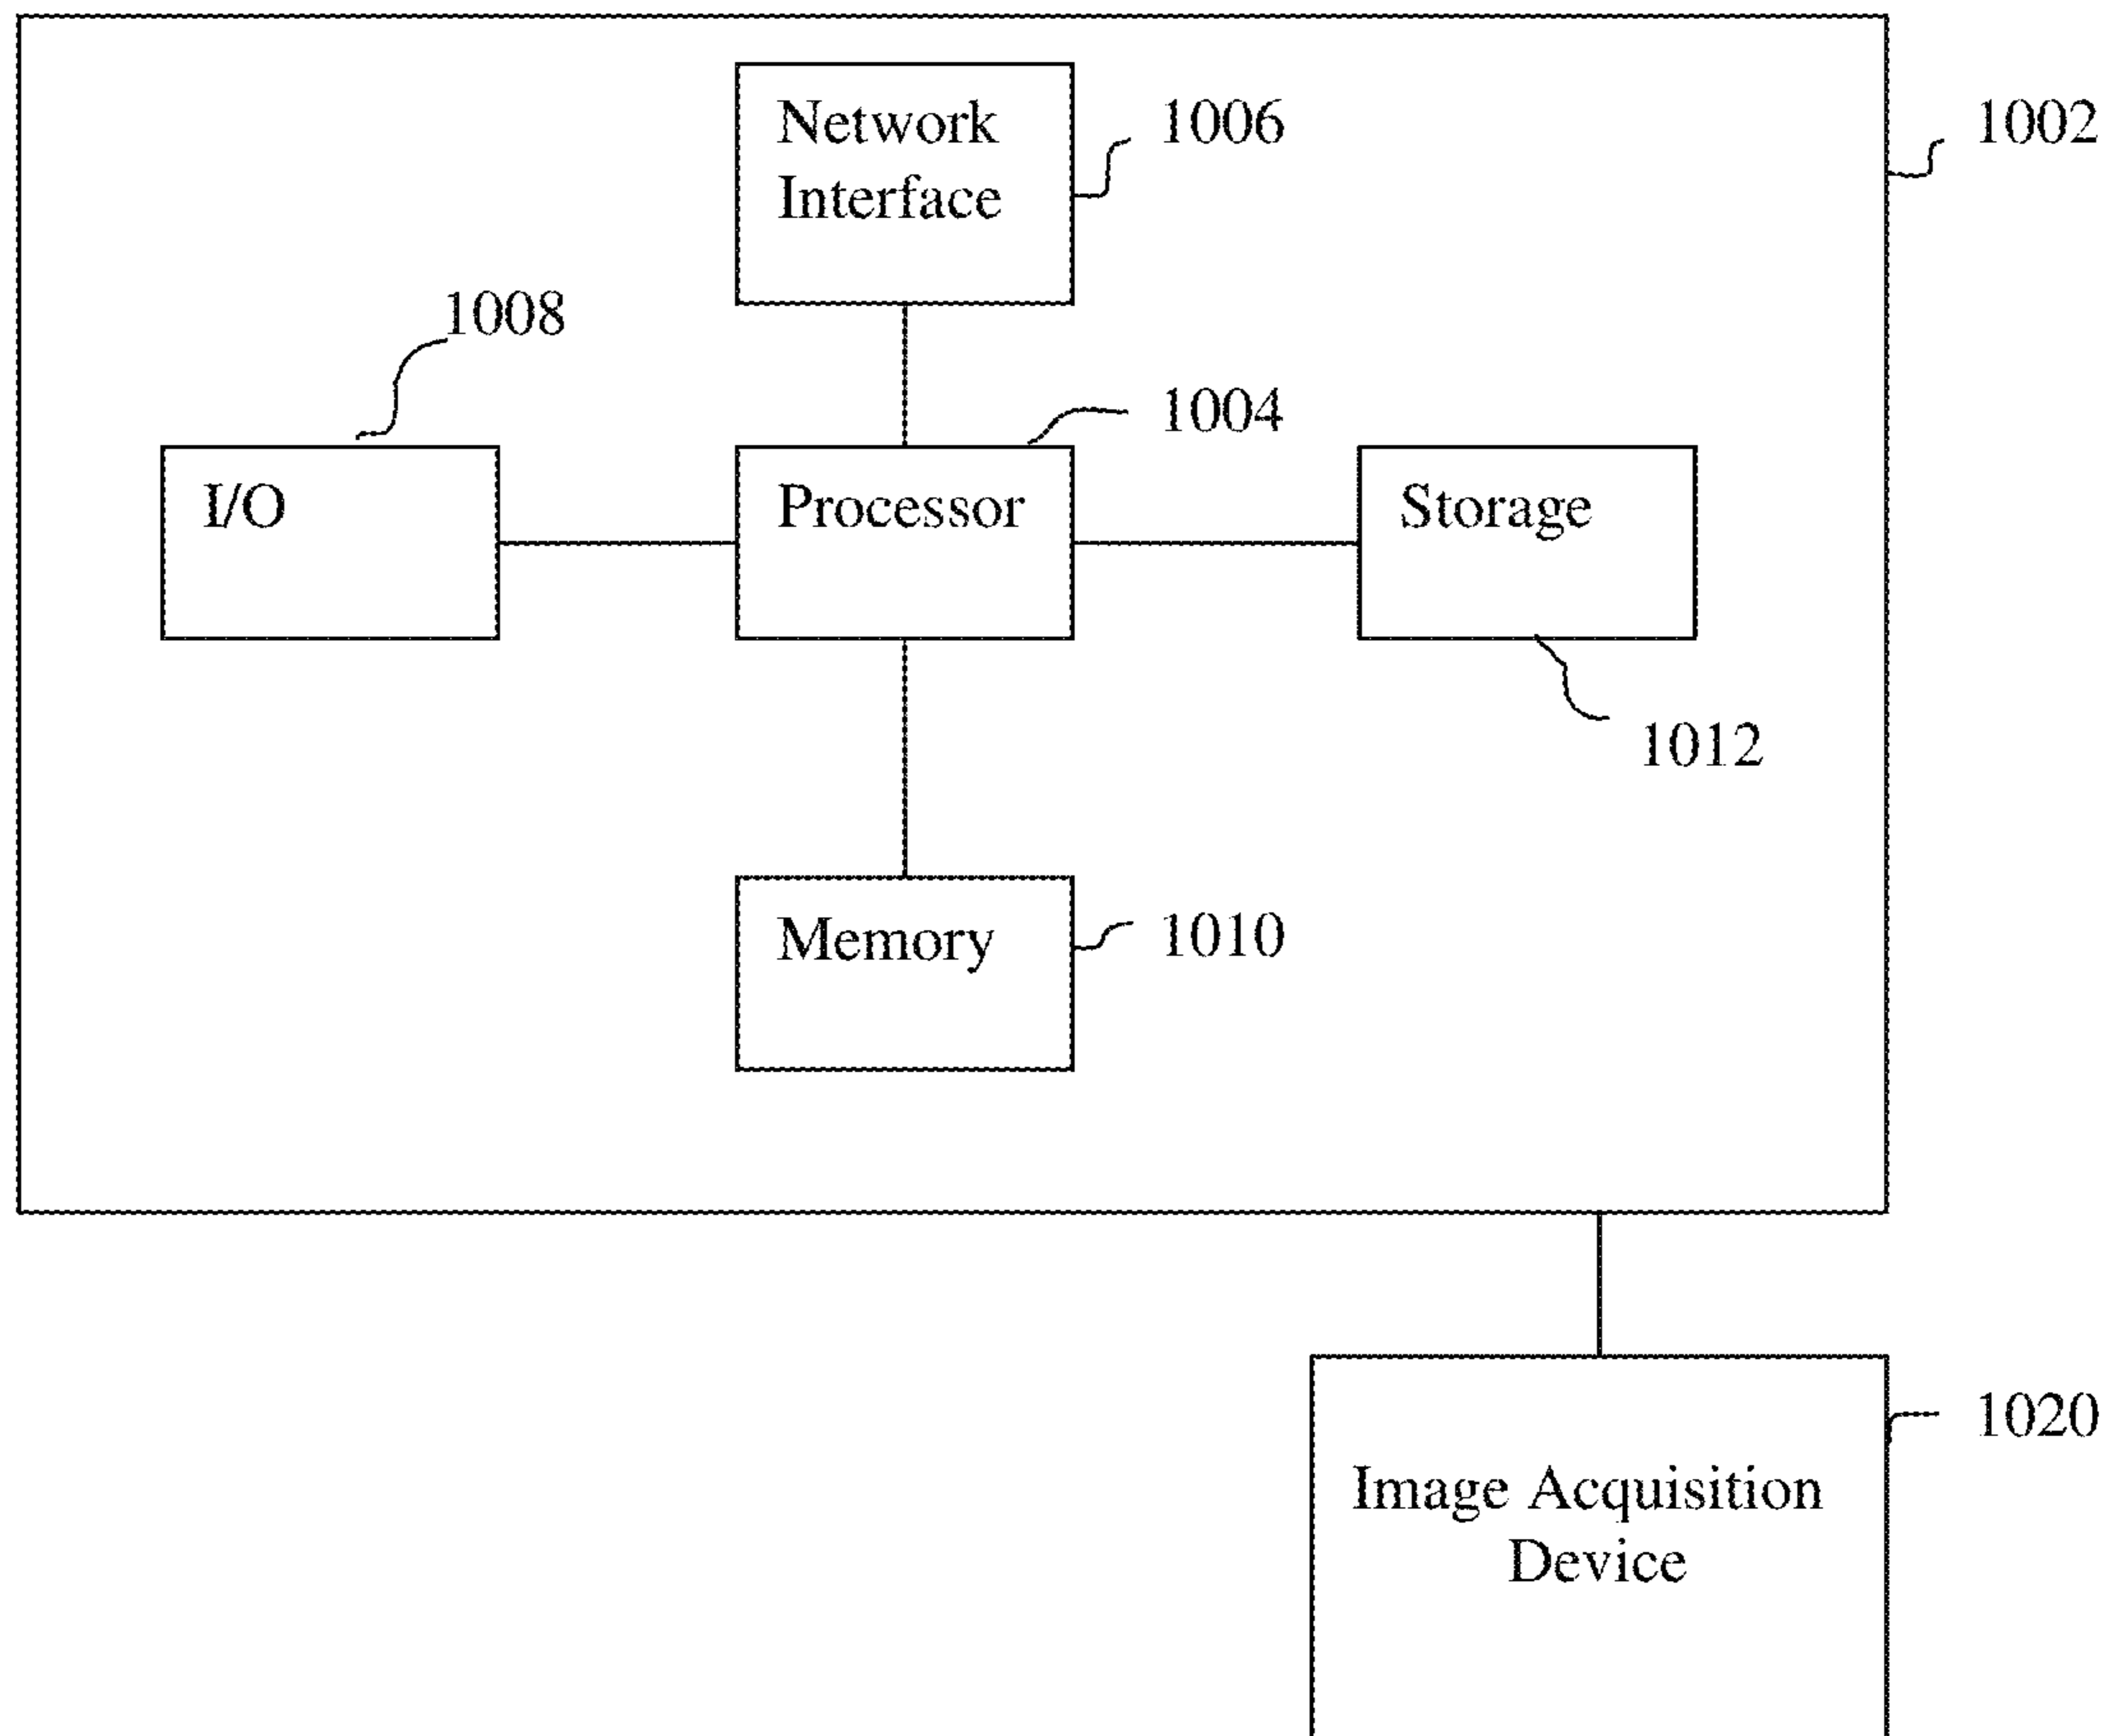 Network
Interface
1006
1002
1008
1004
I/O
Processor
Storage
1012
Memory
1010
1020
Image Acquisition
Device